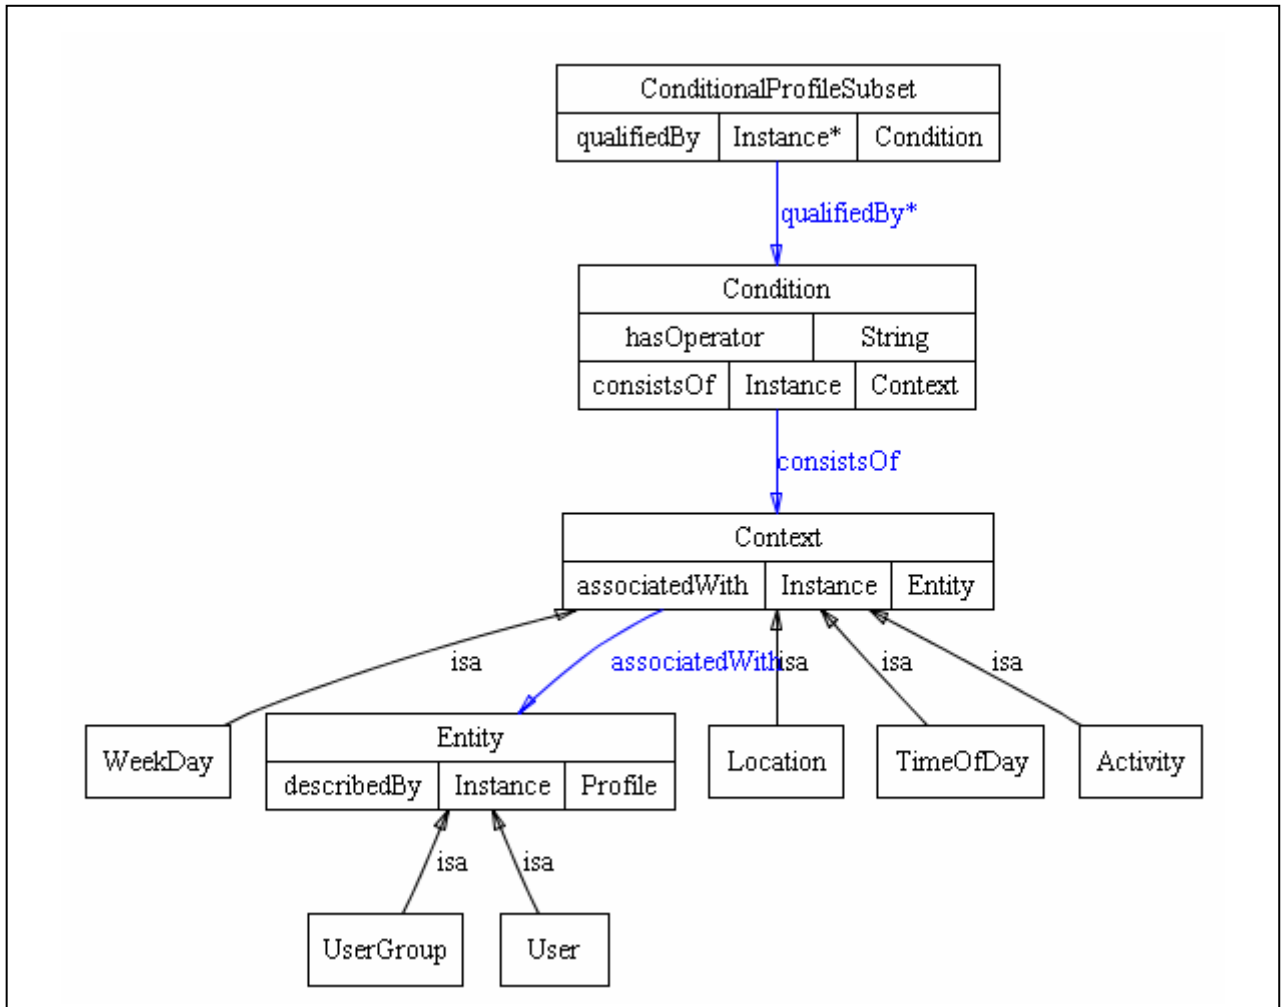 ConditionalProfileSubset
qualifiedBy Instance* Condition
qualifiedBy*
Condition
hasOperator String
consistsOf Instance Context
consistsOf
Context
associatedWith Instance Entity
isa associatedWith isa isa isa
WeekDay
Entity
describedBy Instance Profile
Location
TimeOfDay
Activity
isa isa
UserGroup
User